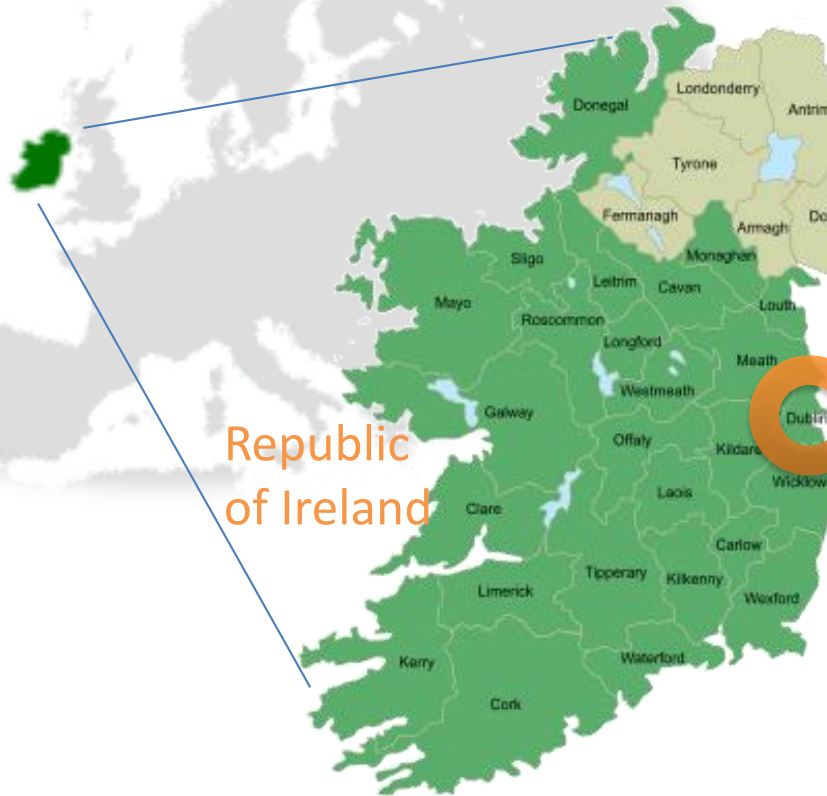 Londonderry
Donegal
Antrim
Tyrone
Fermanagh
Do
Armagh
Monaghan
Sligo
Leitrim
Cavan
Mayo
Louth
Roscommon
Longford
Meath
Westmeath
Galway
Dublin
Republic
of Ireland
Offaly
Kildare
Wicklow
Laois
Clare
Carlow
Tipperary
Kilkenny
Limerick
Wexford
Waterford
Kerry
Cork